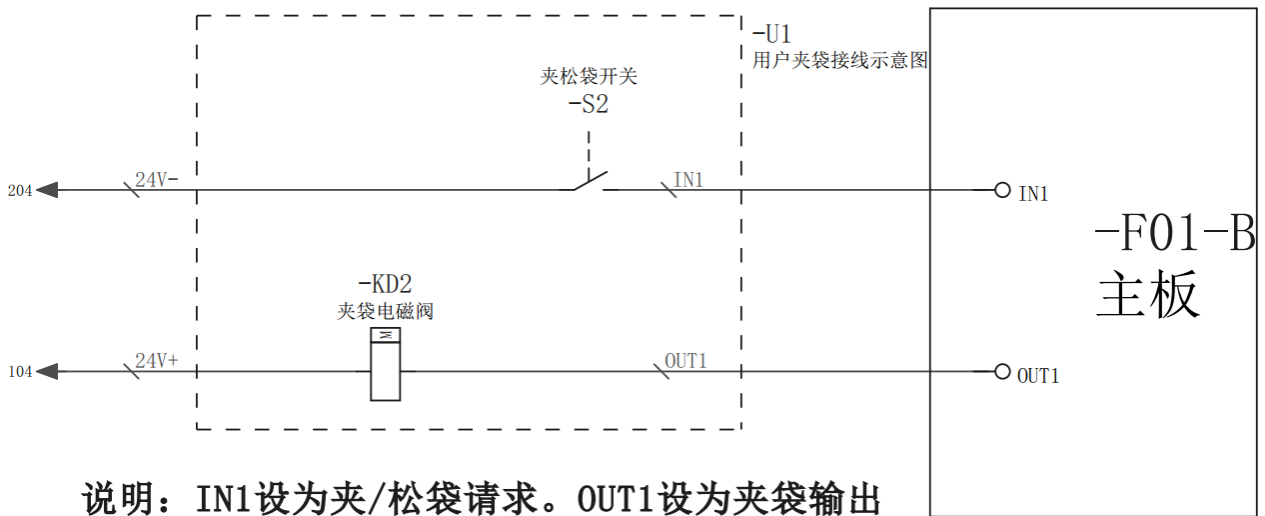 -U1
用户夹袋接线示意图
夹松袋开关
-S2
204
24V-
IN1
IN1
-F01-B
主板
-KD2
夹袋电磁阀
M
104
24V+
OUT1
OUT1
说明：IN1设为夹/松袋请求。OUT1设为夹袋输出